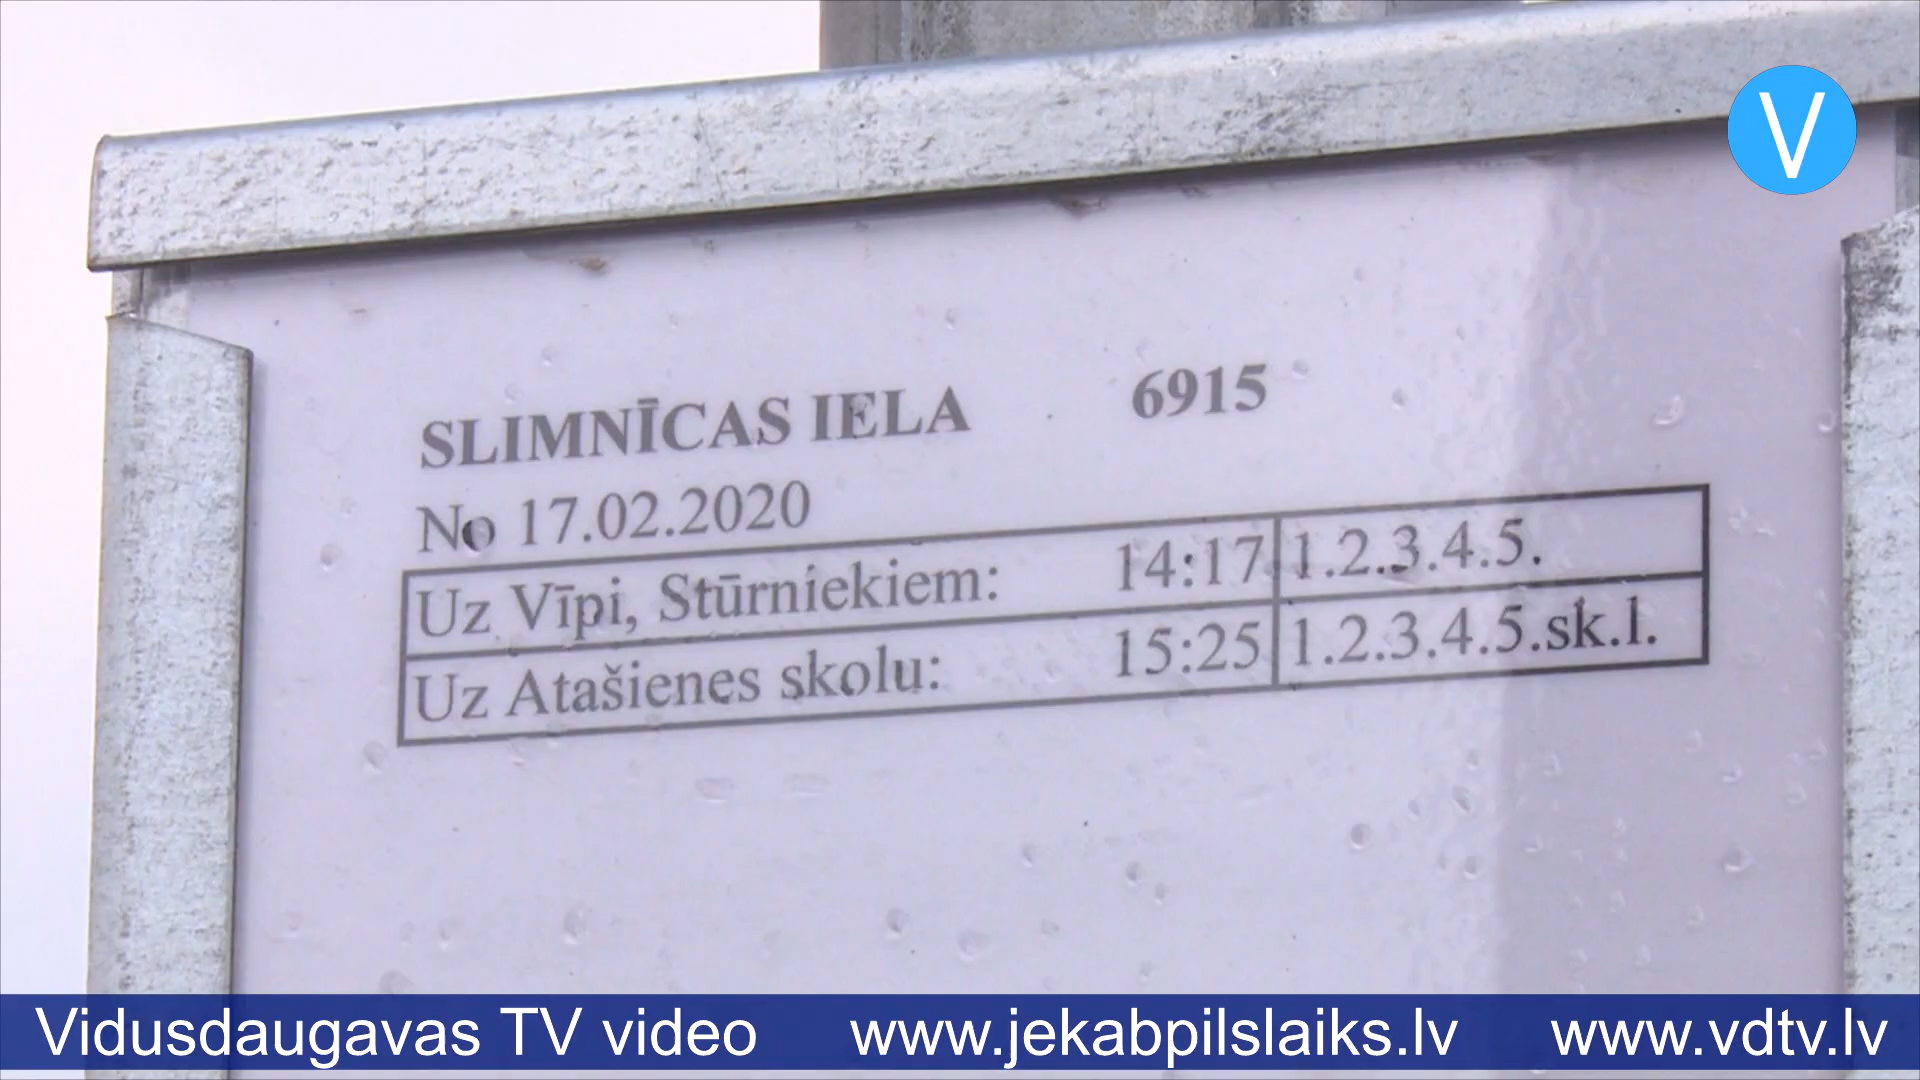 V
SLIMNĪCAS IELA 6915
No 17.02.2020
Uz Vīpi, Stūrniekiem: 14:17 1.2.3.4.5.
Uz Atašienes skolu: 15:25 1.2.3.4.5.sk.l.
Vidusdaugavas TV video www.jekabpilslaiks.lv www.vdtv.lv